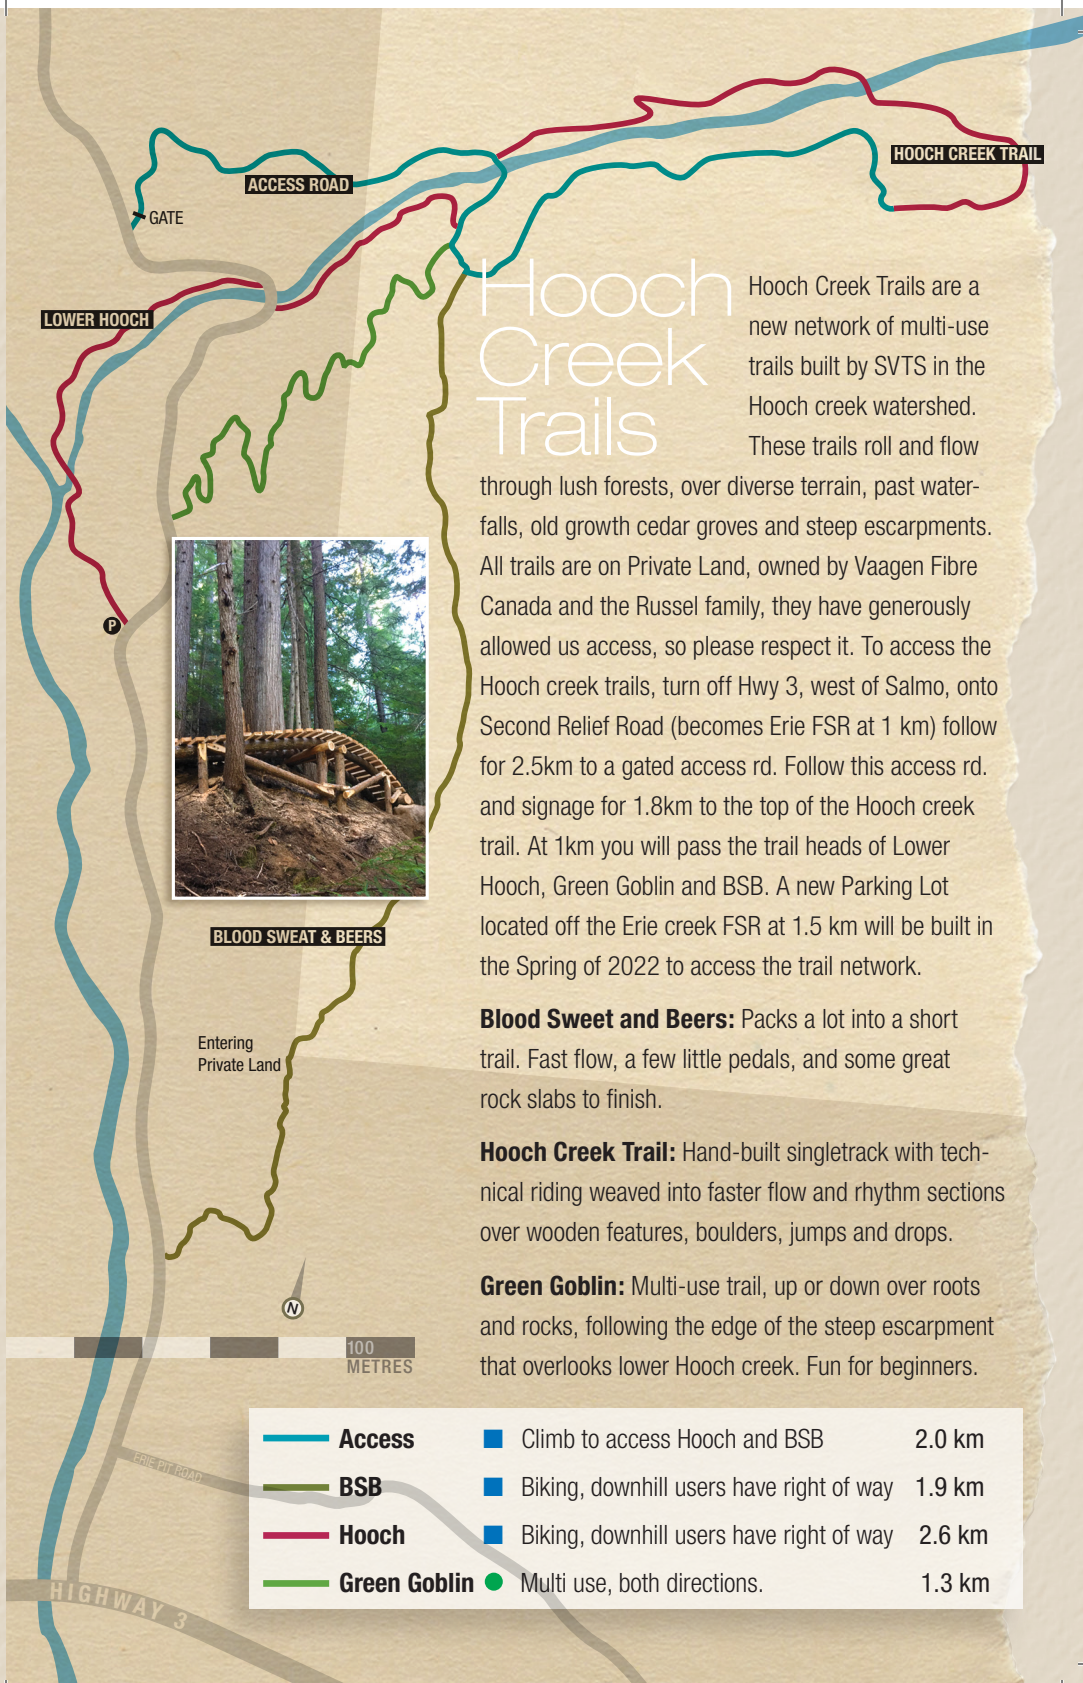 HOOCH CREEK TRAIL
ACCESS ROAD
GATE
LOWER HOOCH
Hooch
Creek
Trails
Hooch Creek Trails are a
new network of multi-use
trails built by SVTS in the
Hooch creek watershed.
These trails roll and flow
through lush forests, over diverse terrain, past water-
falls, old growth cedar groves and steep escarpments.
All trails are on Private Land, owned by Vaagen Fibre
Canada and the Russel family, they have generously
allowed us access, so please respect it. To access the
Hooch creek trails, turn off Hwy 3, west of Salmo, onto
Second Relief Road (becomes Erie FSR at 1 km) follow
for 2.5km to a gated access rd. Follow this access rd.
and signage for 1.8km to the top of the Hooch creek
trail. At 1km you will pass the trail heads of Lower
Hooch, Green Goblin and BSB. A new Parking Lot
located off the Erie creek FSR at 1.5 km will be built in
the Spring of 2022 to access the trail network.
P
BLOOD SWEAT & BEERS
Entering
Private Land
Blood Sweet and Beers: Packs a lot into a short
trail. Fast flow, a few little pedals, and some great
rock slabs to finish.
Hooch Creek Trail: Hand-built singletrack with tech-
nical riding weaved into faster flow and rhythm sections
over wooden features, boulders, jumps and drops.
Green Goblin: Multi-use trail, up or down over roots
and rocks, following the edge of the steep escarpment
that overlooks lower Hooch creek. Fun for beginners.
N
100
METRES
ERIE PIT ROAD
HIGHWAY 3
Access Climb to access Hooch and BSB 2.0 km
BSB Biking, downhill users have right of way 1.9 km
Hooch Biking, downhill users have right of way 2.6 km
Green Goblin Multi use, both directions. 1.3 km